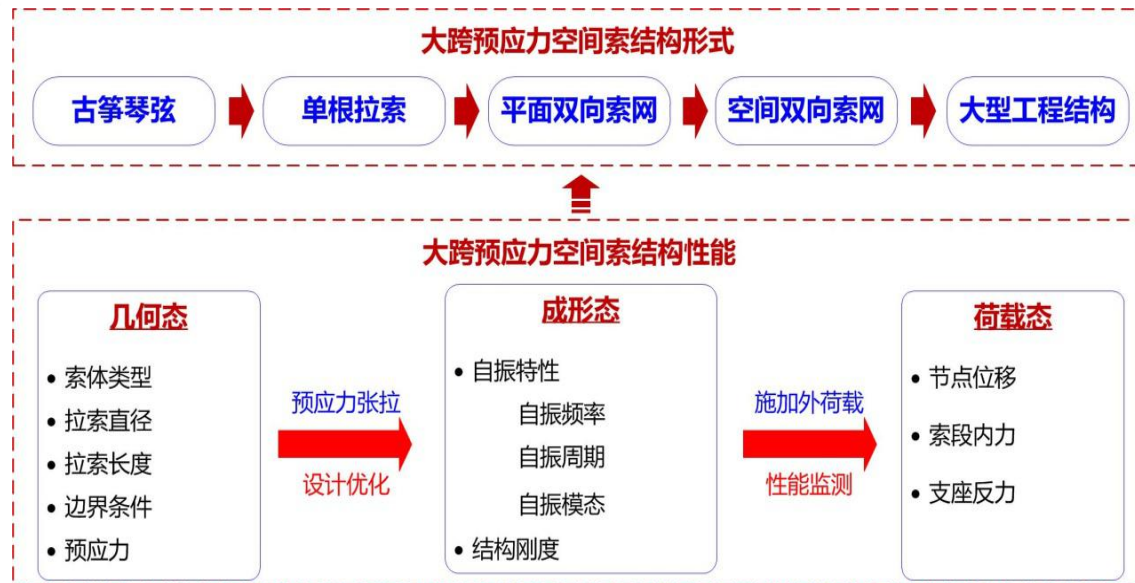 大跨预应力空间索结构形式
古筝琴弦
单根拉索
平面双向索网
空间双向索网
大型工程结构
大跨预应力空间索结构性能
几何态
• 索体类型
• 拉索直径
• 拉索长度
• 边界条件
• 预应力
预应力张拉
设计优化
成形态
• 自振特性
自振频率
自振周期
自振模态
• 结构刚度
施加外荷载
性能监测
荷载态
• 节点位移
• 索段内力
• 支座反力